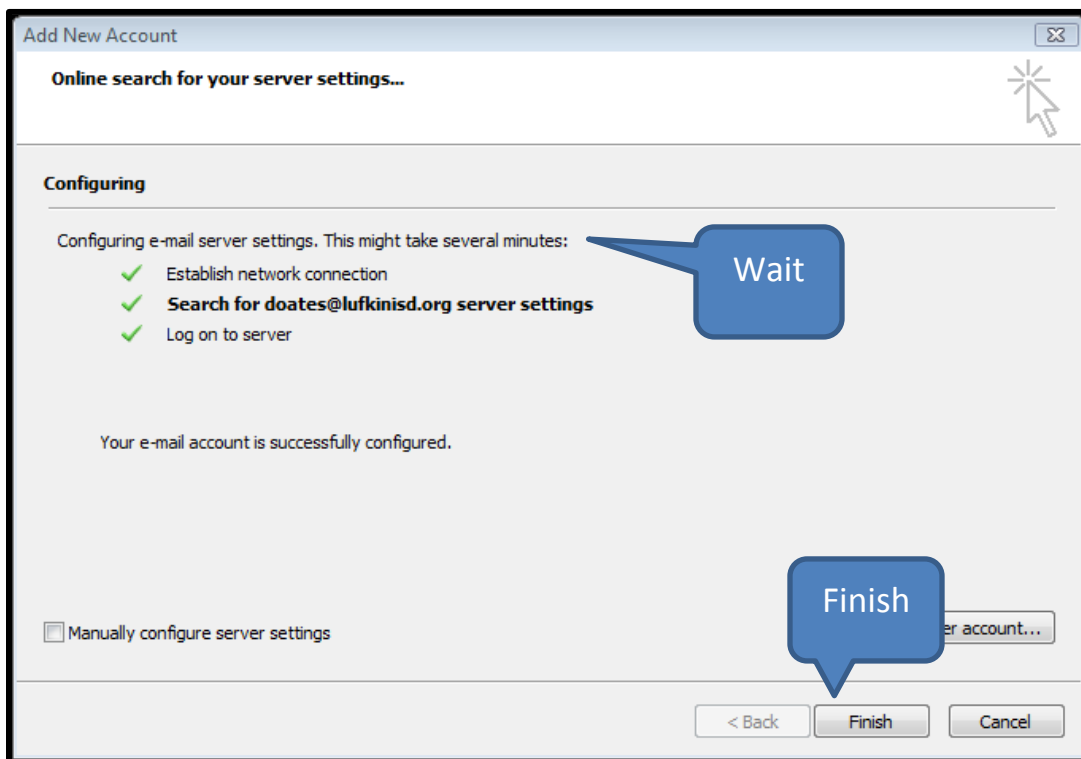 Add New Account
Online search for your server settings...
Configuring
Configuring e-mail server settings. This might take several minutes:
Wait
Establish network connection
Search for doates@lufkinisd.org server settings
Log on to server
Your e-mail account is successfully configured.
Finish
Manually configure server settings
account...
< Back
Finish
Cancel